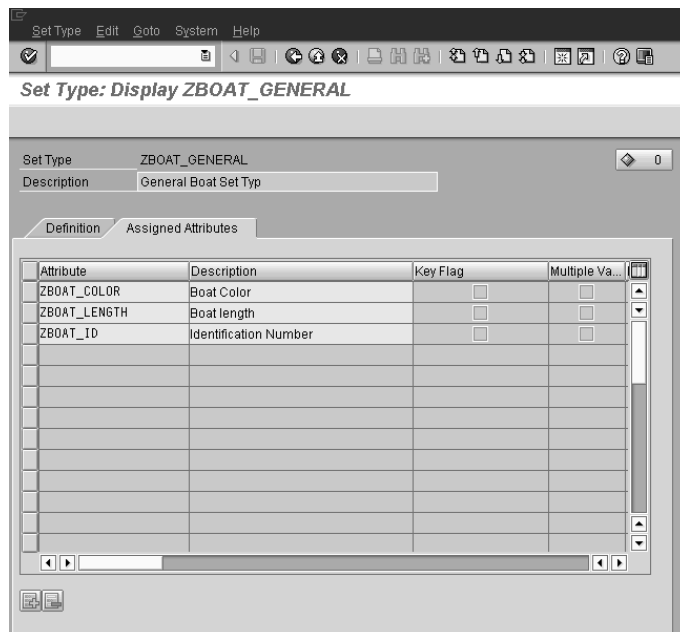 Set Type Edit Goto System Help
Set Type: Display ZBOAT_GENERAL
Set Type ZBOAT_GENERAL 0
Description General Boat Set Typ
Definition Assigned Attributes
Attribute Description Key Flag Multiple Va...
ZBOAT_COLOR Boat Color
ZBOAT_LENGTH Boat length
ZBOAT_ID Identification Number